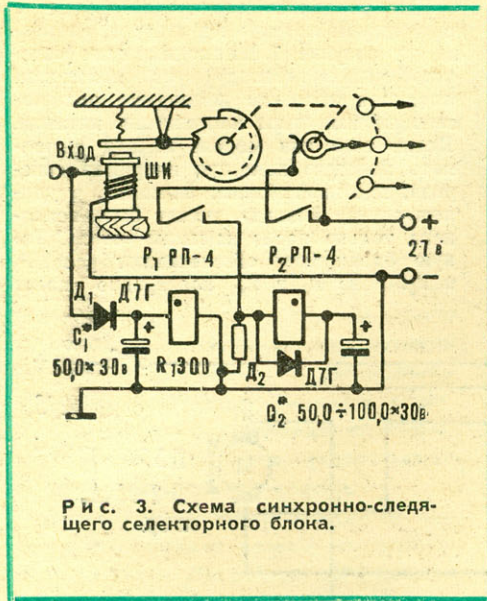 Вход
ШИ
+
Р₁ РП-4
Р₂ РП-4
27 в
−
Д₁ Д7Г
С₁*
+
50,0×30в
R₁300
Д₂
Д7Г
+
С₂* 50,0÷100,0×30в
Рис. 3. Схема синхронно-следя-
щего селекторного блока.